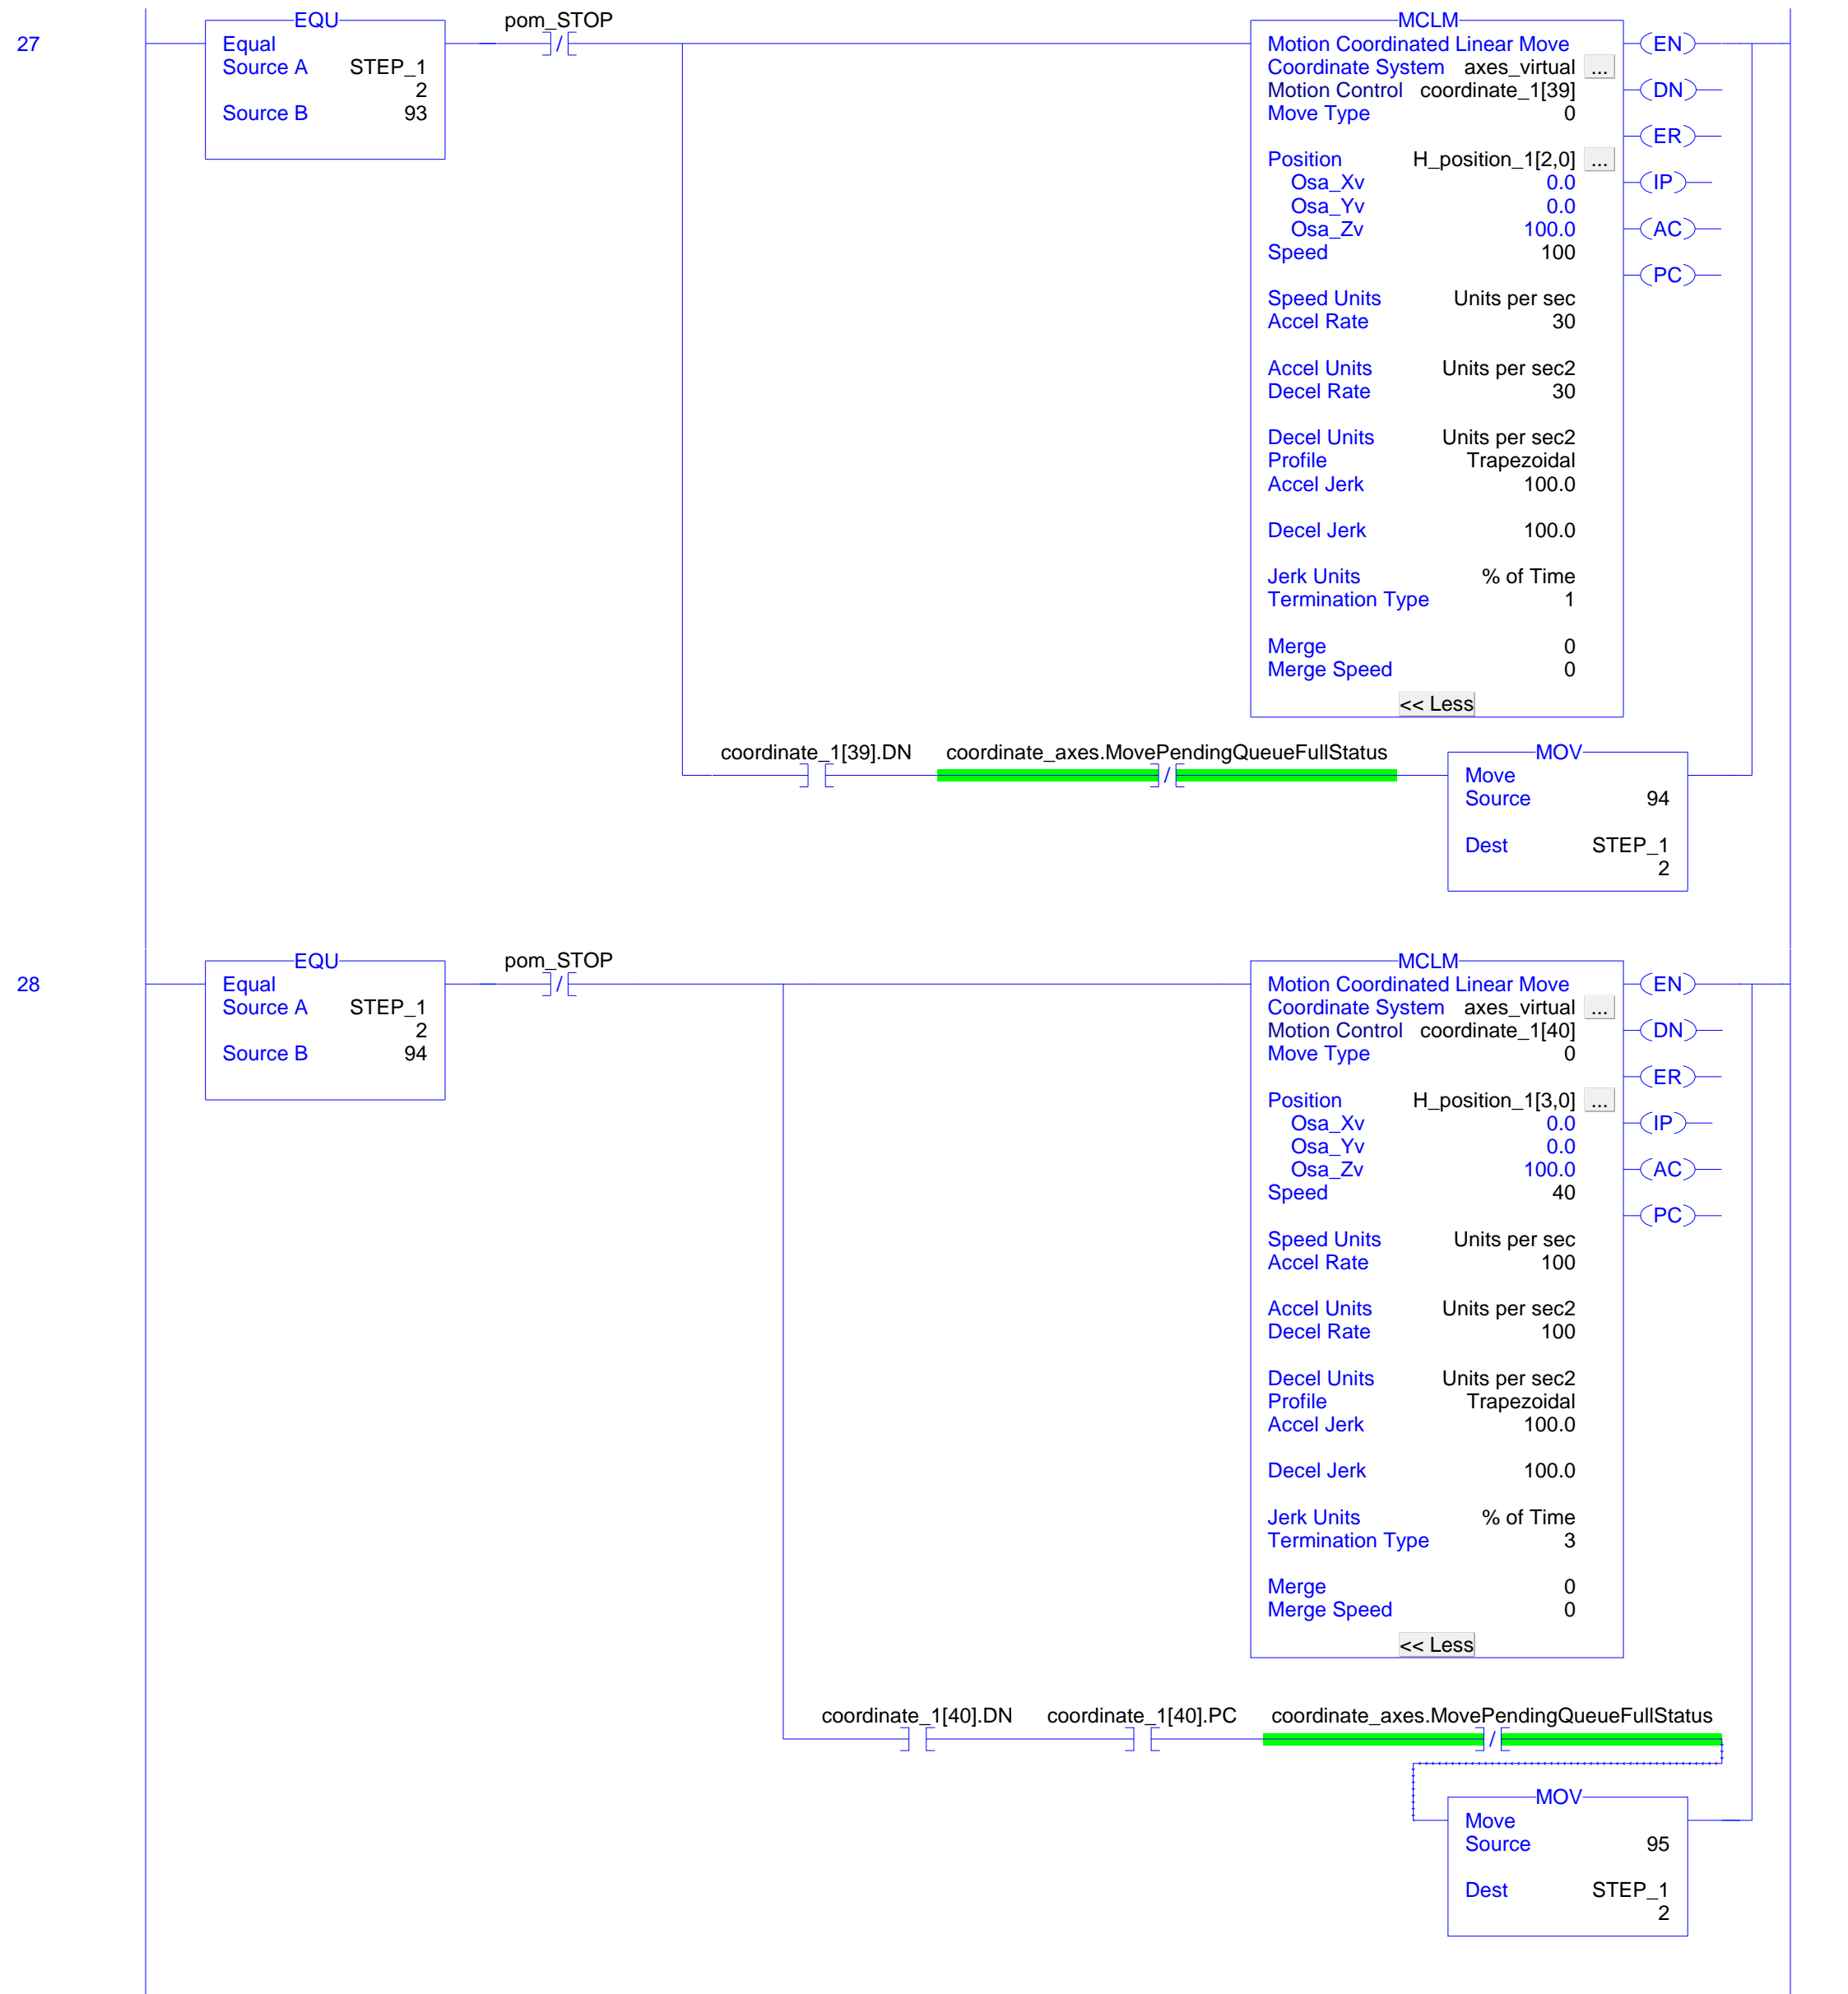 27
EQU
Equal
Source A STEP_1
2
Source B 93
pom_STOP
/
MCLM
Motion Coordinated Linear Move
Coordinate System axes_virtual ...
Motion Control coordinate_1[39]
Move Type 0
Position H_position_1[2,0] ...
Osa_Xv 0.0
Osa_Yv 0.0
Osa_Zv 100.0
Speed 100
Speed Units Units per sec
Accel Rate 30
Accel Units Units per sec2
Decel Rate 30
Decel Units Units per sec2
Profile Trapezoidal
Accel Jerk 100.0
Decel Jerk 100.0
Jerk Units % of Time
Termination Type 1
Merge 0
Merge Speed 0
<< Less
EN
DN
ER
IP
AC
PC
coordinate_1[39].DN
coordinate_axes.MovePendingQueueFullStatus
/
MOV
Move
Source 94
Dest STEP_1
2
28
EQU
Equal
Source A STEP_1
2
Source B 94
pom_STOP
/
MCLM
Motion Coordinated Linear Move
Coordinate System axes_virtual ...
Motion Control coordinate_1[40]
Move Type 0
Position H_position_1[3,0] ...
Osa_Xv 0.0
Osa_Yv 0.0
Osa_Zv 100.0
Speed 40
Speed Units Units per sec
Accel Rate 100
Accel Units Units per sec2
Decel Rate 100
Decel Units Units per sec2
Profile Trapezoidal
Accel Jerk 100.0
Decel Jerk 100.0
Jerk Units % of Time
Termination Type 3
Merge 0
Merge Speed 0
<< Less
EN
DN
ER
IP
AC
PC
coordinate_1[40].DN
coordinate_1[40].PC
coordinate_axes.MovePendingQueueFullStatus
/
MOV
Move
Source 95
Dest STEP_1
2